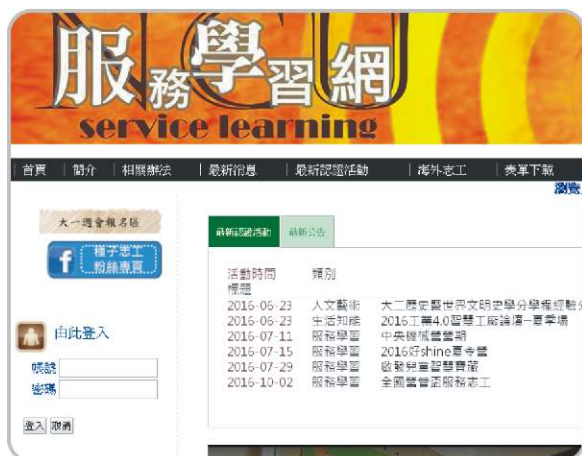 NCU
服務學習網
service learning
首頁 | 簡介 | 相關辦法 | 最新消息 | 最新認證活動 | 海外志工 | 表單下載
瀏覽
大一週會報名區
種子志工
粉絲專頁
由此登入
帳號
密碼
登入 取消
最新認證活動 最新公告
活動時間 類別
標題
2016-06-23 人文藝術 大二歷史暨世界文明史學分學程經驗分
2016-06-23 生活知能 2016工業4.0智慧工廠論壇-夏季場
2016-07-11 服務學習 中央機械營營期
2016-07-15 服務學習 2016好shine夏令營
2016-07-29 服務學習 啟發兒童智慧寶藏
2016-10-02 服務學習 全國營營盃服務志工